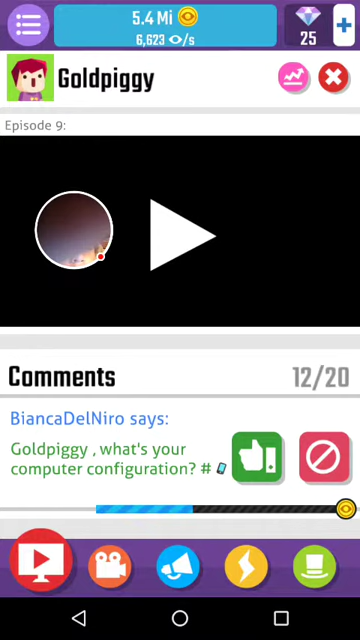 5.4 Mi
6,623 /s
25
Goldpiggy
Episode 9:
Comments 12/20
BiancaDelNiro says:
Goldpiggy , what's your
computer configuration? #